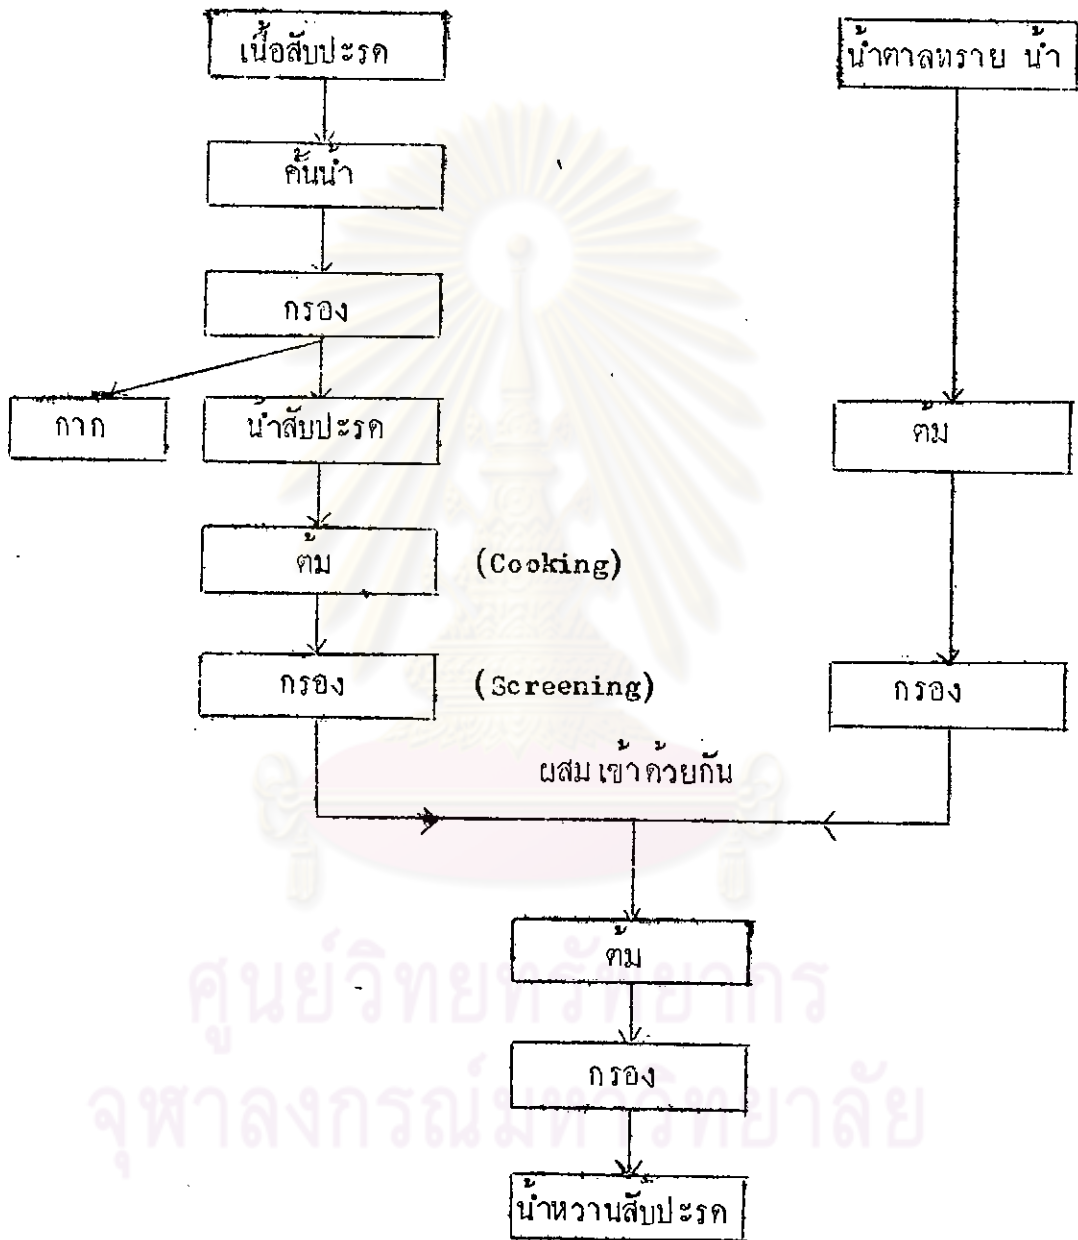 เนื้อสับปะรด
น้ำตาลทราย น้ำ
คั้นน้ำ
กรอง
กาก
น้ำสับปะรด
ต้ม
ต้ม
(Cooking)
กรอง
(Screening)
กรอง
ผสมเข้าด้วยกัน
ต้ม
ศูนย์วิทยทรัพยากร
กรอง
จุฬาลงกรณ์มหาวิทยาลัย
น้ำหวานสับปะรด